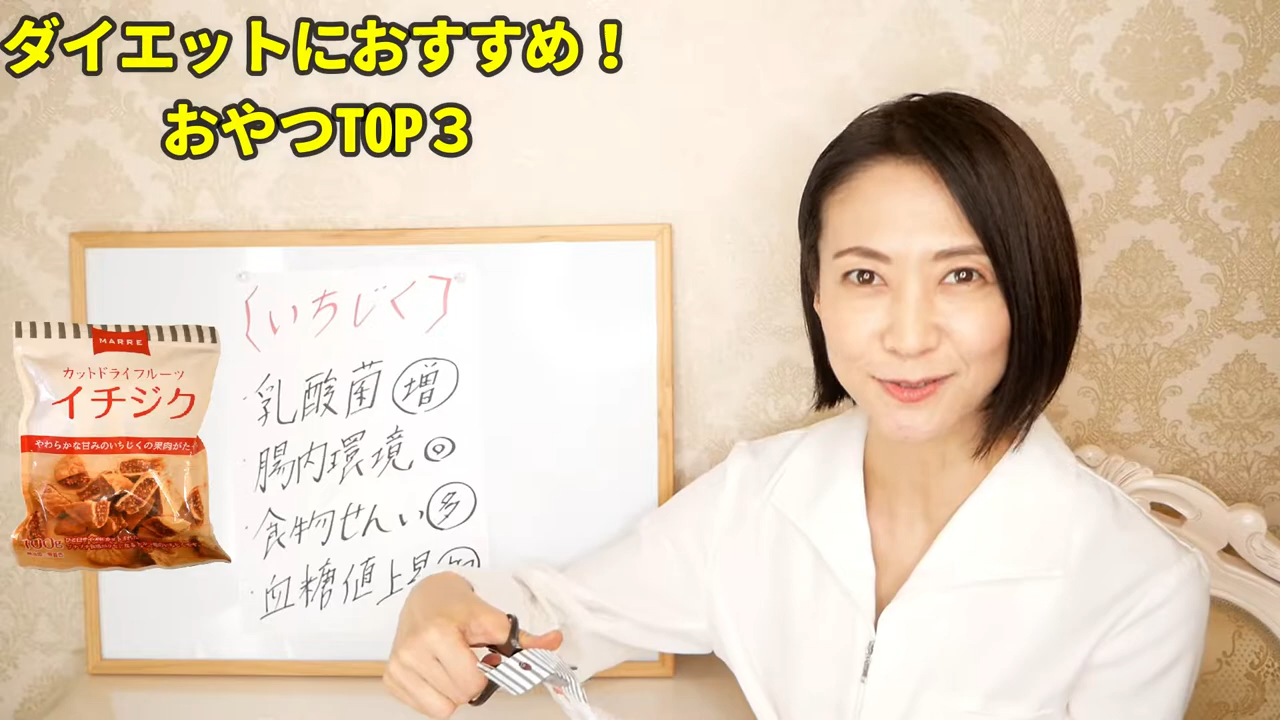 ダイエットにおすすめ！
おやつTOP３
〔いちじく〕
・乳酸菌 増
・腸内環境◎
・食物せんい 多
・血糖値上昇
MARRE
カットドライフルーツ
イチジク
やわらかな甘みのいちじくの果肉がた
100g